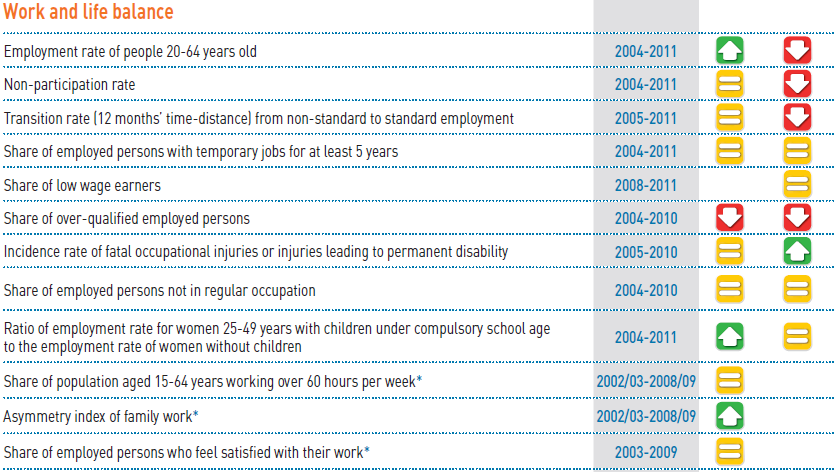 Work and life balance
Employment rate of people 20-64 years old 2004-2011
Non-participation rate 2004-2011
Transition rate (12 months' time-distance) from non-standard to standard employment 2005-2011
Share of employed persons with temporary jobs for at least 5 years 2004-2011
Share of low wage earners 2008-2011
Share of over-qualified employed persons 2004-2010
Incidence rate of fatal occupational injuries or injuries leading to permanent disability 2005-2010
Share of employed persons not in regular occupation 2004-2010
Ratio of employment rate for women 25-49 years with children under compulsory school age
to the employment rate of women without children 2004-2011
Share of population aged 15-64 years working over 60 hours per week* 2002/03-2008/09
Asymmetry index of family work* 2002/03-2008/09
Share of employed persons who feel satisfied with their work* 2003-2009